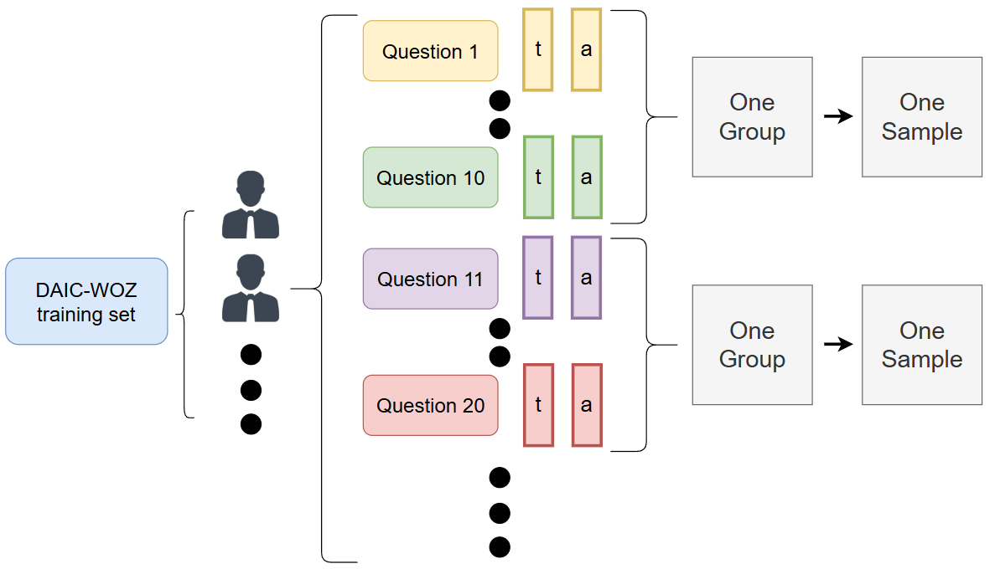 DAIC-WOZ
training set
Question 1
t
a
Question 10
t
a
Question 11
t
a
Question 20
t
a
One
Group
One
Sample
One
Group
One
Sample